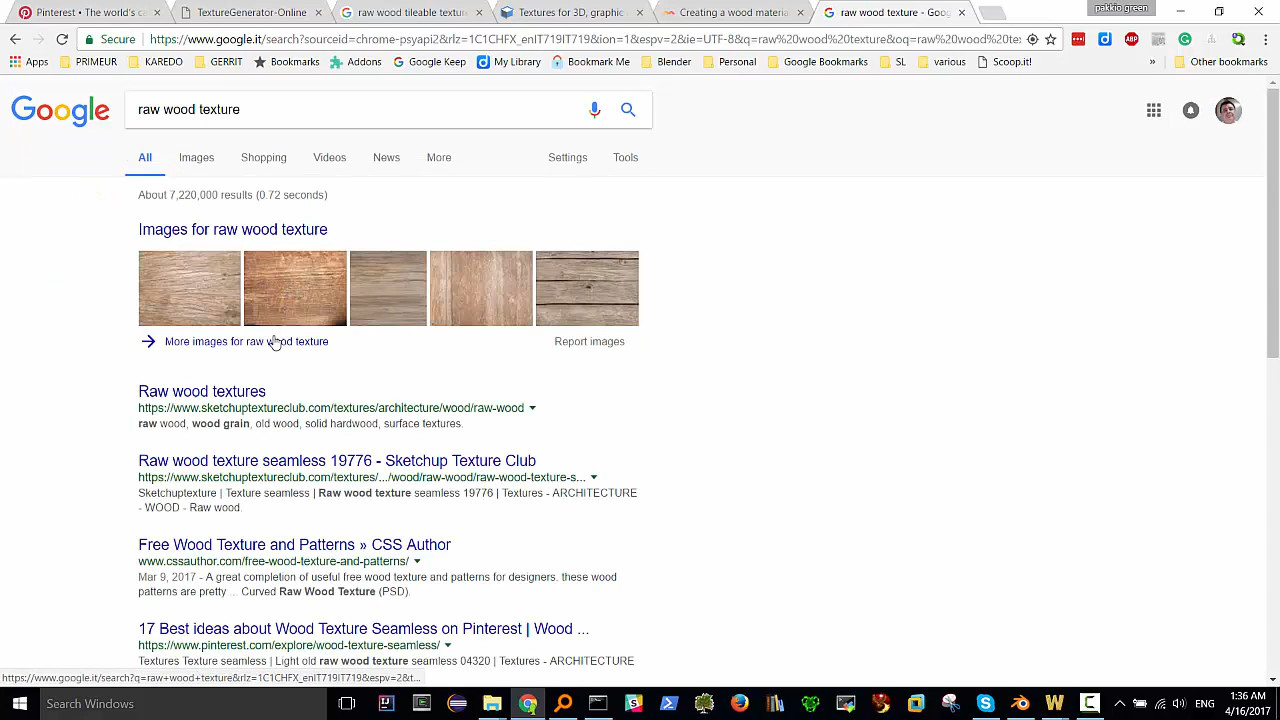 Pinterest • The world's ca
TextureGenerator-Online
raw wood tileable texture
Textures for 3D, graphic
Creating a wood materia
raw wood texture - Goog
pakkio green
Secure
https://www.google.it/search?sourceid=chrome-psyapi2&rlz=1C1CHFX_enIT719IT719&ion=1&espv=2&ie=UTF-8&q=raw%20wood%20texture&oq=raw%20wood%20te
Apps
PRIMEUR
KAREDO
GERRIT
Bookmarks
Addons
Google Keep
My Library
Bookmark Me
Blender
Personal
Google Bookmarks
SL
various
Scoop.it!
»
Other bookmarks
Google
raw wood texture
All
Images
Shopping
Videos
News
More
Settings
Tools
About 7,220,000 results (0.72 seconds)
Images for raw wood texture
More images for raw wood texture
Report images
Raw wood textures
https://www.sketchuptextureclub.com/textures/architecture/wood/raw-wood
raw wood, wood grain, old wood, solid hardwood, surface textures.
Raw wood texture seamless 19776 - Sketchup Texture Club
https://www.sketchuptextureclub.com/textures/.../wood/raw-wood/raw-wood-texture-s...
Sketchuptexture | Texture seamless | Raw wood texture seamless 19776 | Textures - ARCHITECTURE
- WOOD - Raw wood.
Free Wood Texture and Patterns » CSS Author
www.cssauthor.com/free-wood-texture-and-patterns/
Mar 9, 2017 - A great completion of useful free wood texture and patterns for designers. these wood
patterns are pretty ... Curved Raw Wood Texture (PSD).
17 Best ideas about Wood Texture Seamless on Pinterest | Wood ...
https://www.pinterest.com/explore/wood-texture-seamless/
Textures Texture seamless | Light old raw wood texture seamless 04320 | Textures - ARCHITECTURE
https://www.google.it/search?q=raw+wood+texture&rlz=1C1CHFX_enIT719IT719&espv=2&t...
Search Windows
ENG
1:36 AM
4/16/2017